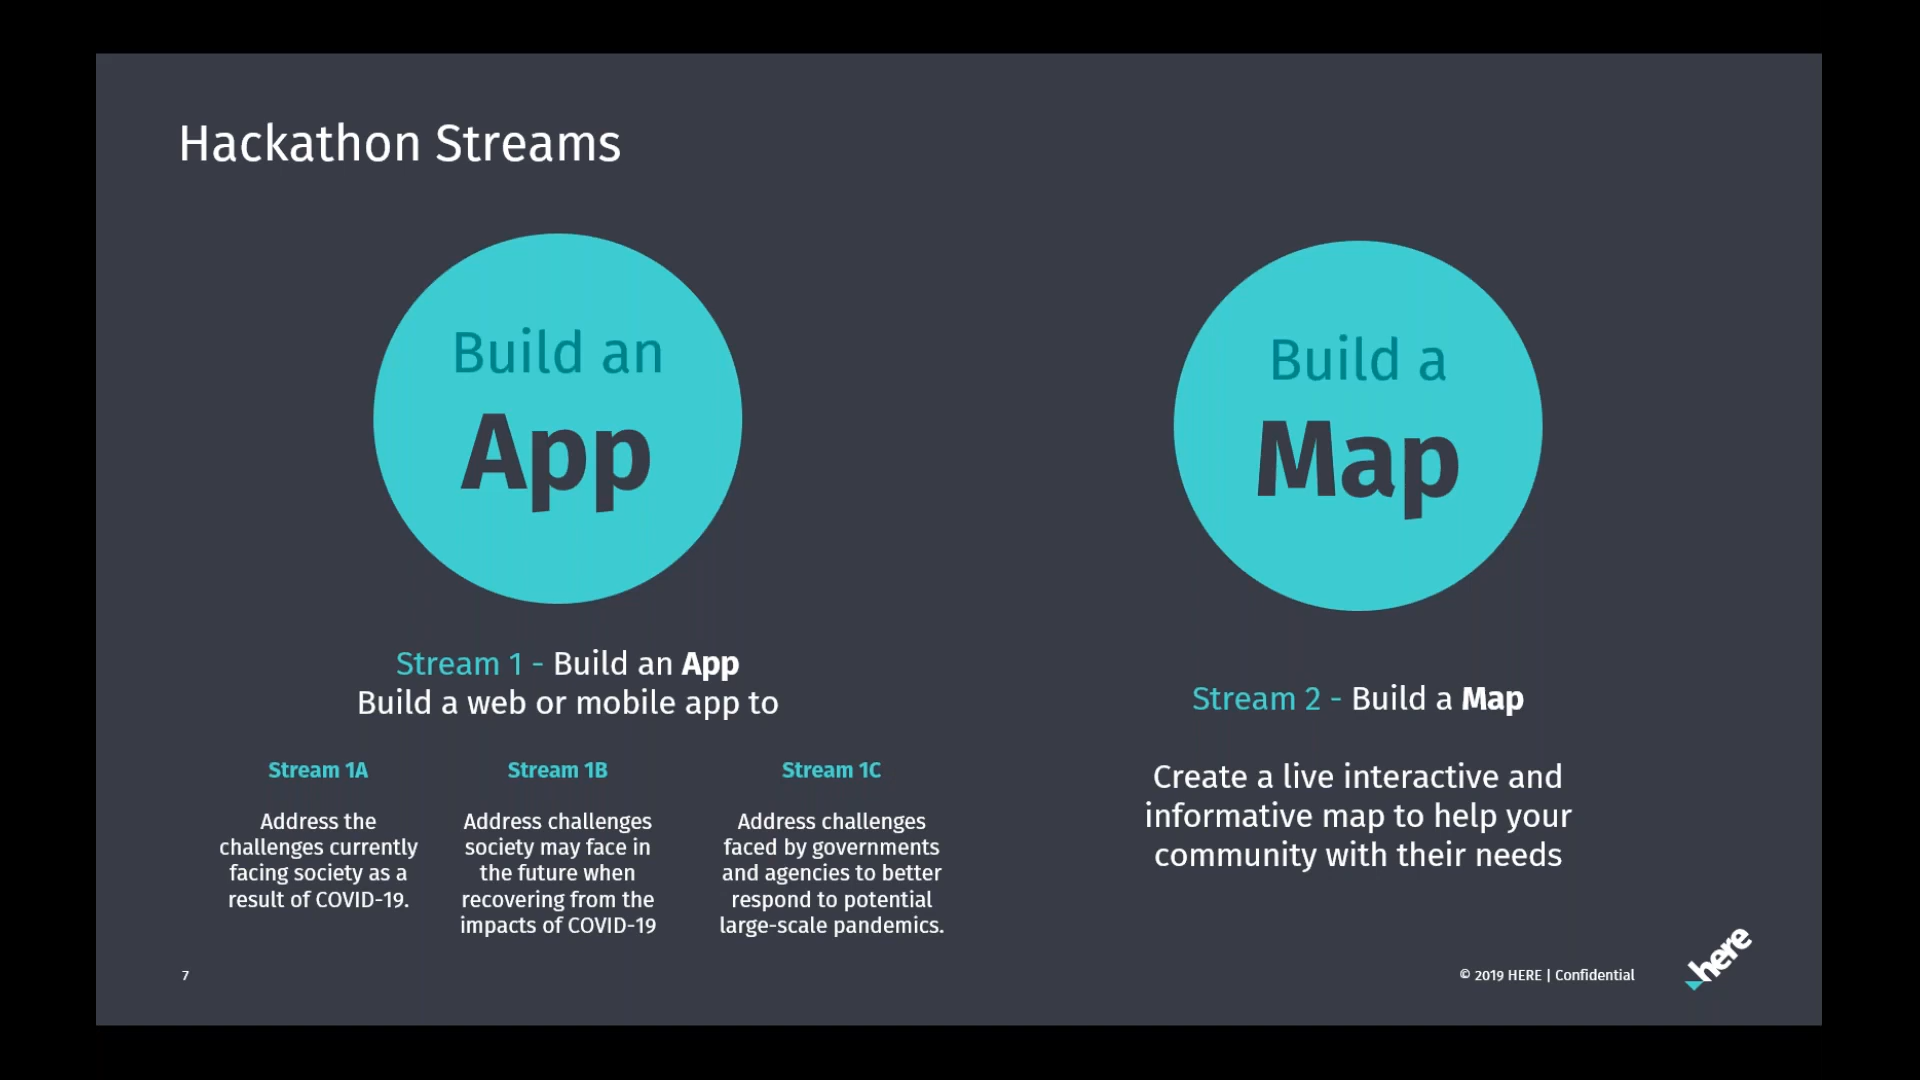 Hackathon Streams
Build an
App
Stream 1 - Build an App
Build a web or mobile app to
Stream 1A
Address the
challenges currently
facing society as a
result of COVID-19.
Stream 1B
Address challenges
society may face in
the future when
recovering from the
impacts of COVID-19
Stream 1C
Address challenges
faced by governments
and agencies to better
respond to potential
large-scale pandemics.
Build a
Map
Stream 2 - Build a Map
Create a live interactive and
informative map to help your
community with their needs
7
© 2019 HERE | Confidential
here